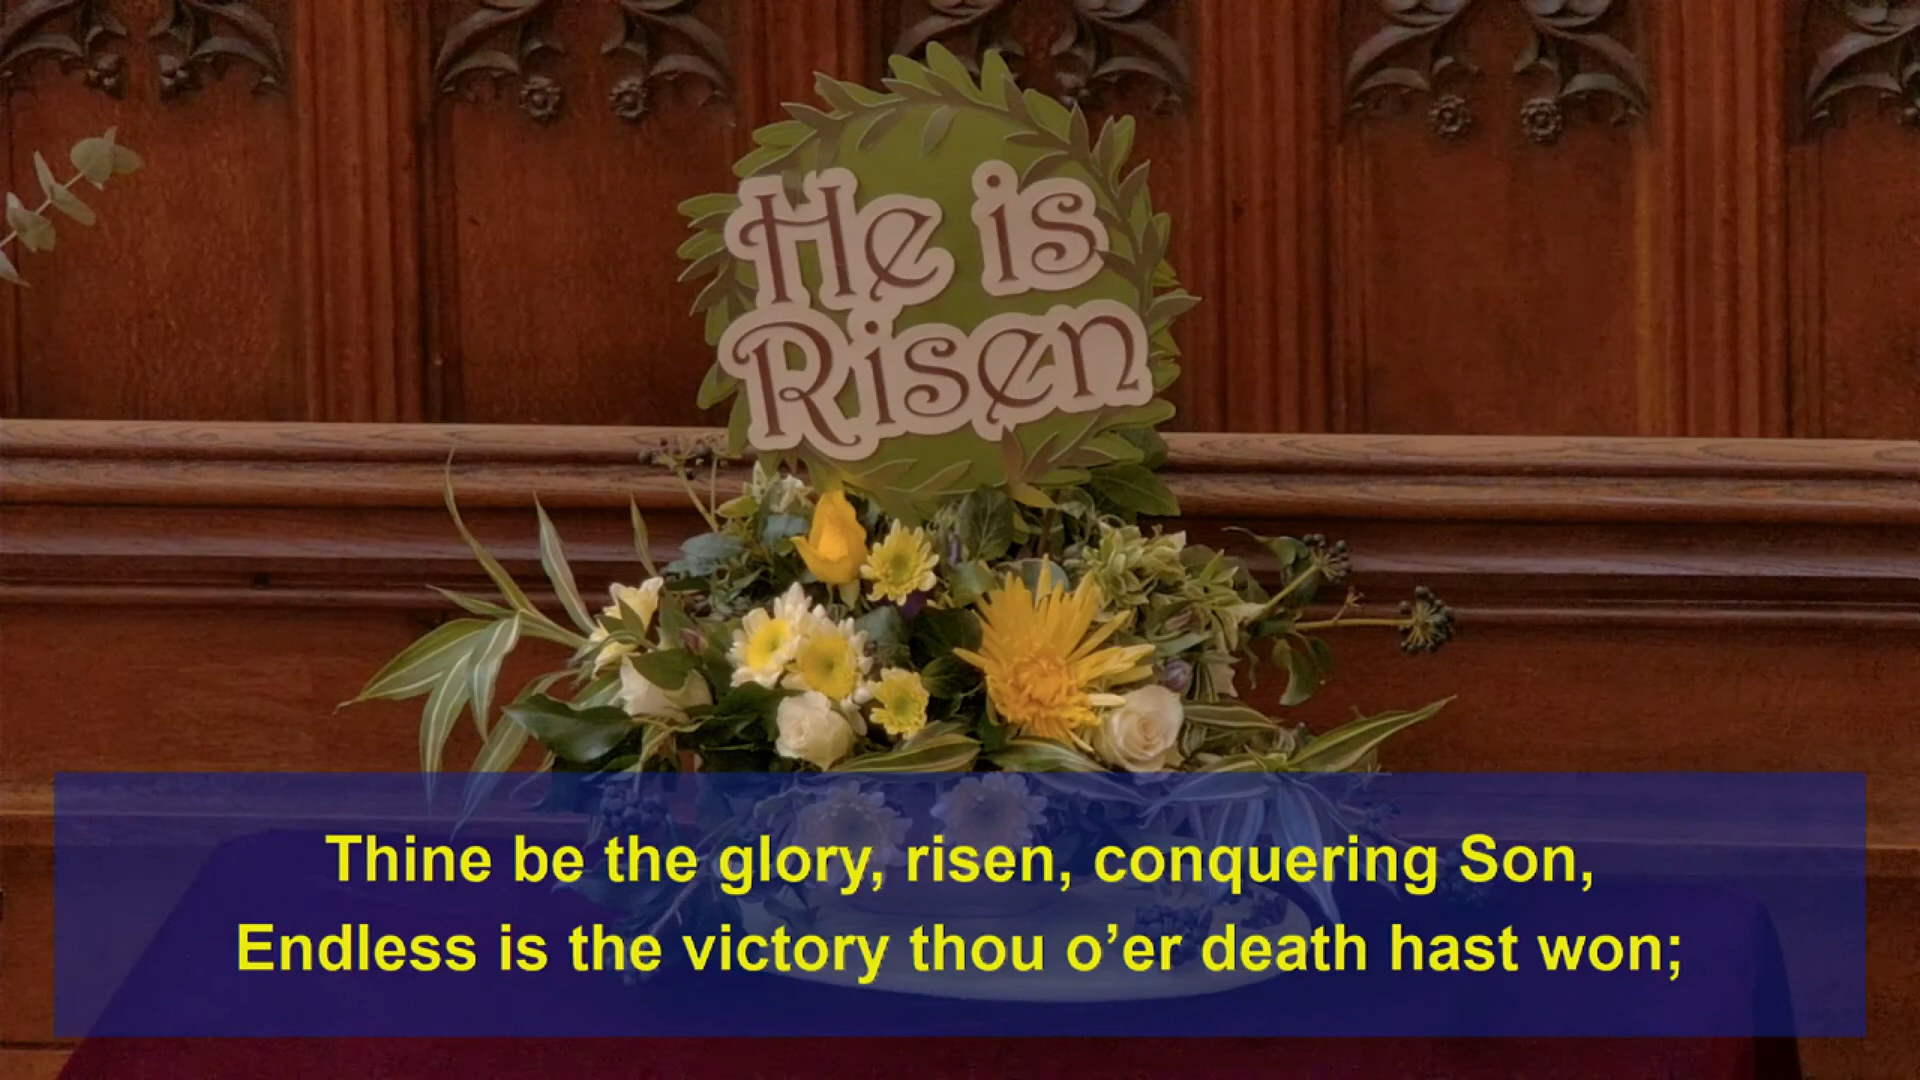 He is
Risen
Thine be the glory, risen, conquering Son,
Endless is the victory thou o’er death hast won;